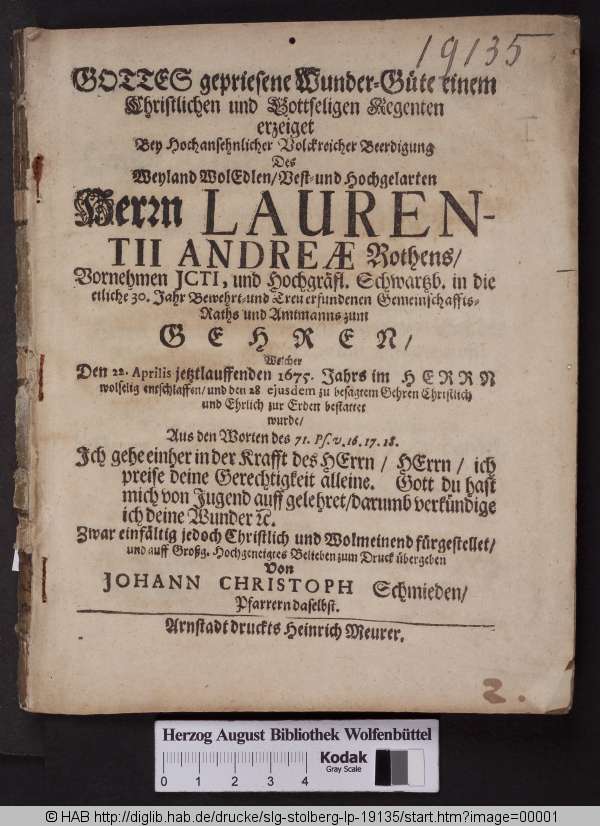 19135
GOTTES gepriesene Wunder-Güte einem
Christlichen und Gottseligen Regenten
erzeiget
Bey Hochansehnlicher Volckreicher Beerdigung
Des
Weyland WolEdlen/Vest-und Hochgelarten
Herrn LAUREN-
TII ANDREÆ Rothens/
Vornehmen JCTI, und Hochgräfl. Schwartzb. in die
etliche 30. Jahr Bewehrt-und Treu erfundenen Gemeinschaffts-
Raths und Amtmanns zum
GEHREN/
Welcher
Den 22. Aprilis jetztlauffenden 1675. Jahrs im HERRN
wolselig entschlaffen/und den 28 ejusdem zu besagtem Gehren Christlich
und Ehrlich zur Erden bestattet
wurde/
Aus den Worten des 71. Ps. v. 16. 17. 18.
Ich gehe einher in der Krafft des HErrn/ HErrn/ ich
preise deine Gerechtigkeit alleine. Gott du hast
mich von Jugend auff gelehret/darumb verkündige
ich deine Wunder ꝛc.
Zwar einfältig jedoch Christlich und Wolmeinend fürgestellet/
und auff Großg. Hochgeneigtes Belieben zum Druck übergeben
Von
JOHANN CHRISTOPH Schmieden/
Pfarrern daselbst.
Arnstadt druckts Heinrich Meurer.
2.
Herzog August Bibliothek Wolfenbüttel
0 1 2 3 4
Kodak
Gray Scale
© HAB http://diglib.hab.de/drucke/slg-stolberg-lp-19135/start.htm?image=00001